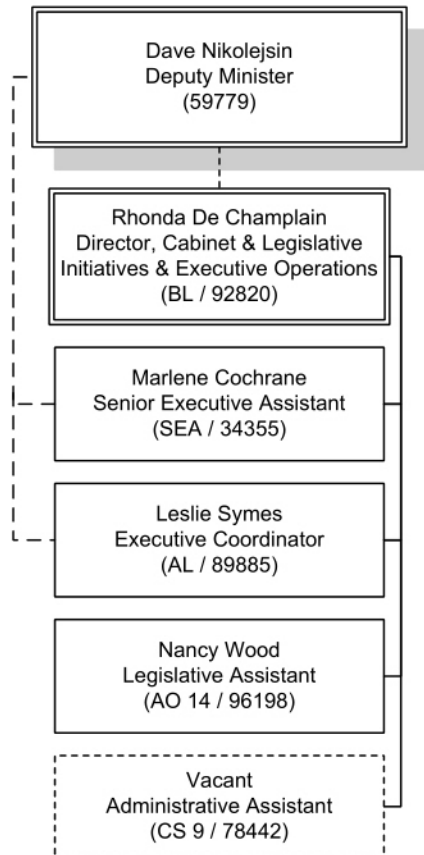 Dave Nikolejsin
Deputy Minister
(59779)
Rhonda De Champlain
Director, Cabinet & Legislative
Initiatives & Executive Operations
(BL / 92820)
Marlene Cochrane
Senior Executive Assistant
(SEA / 34355)
Leslie Symes
Executive Coordinator
(AL / 89885)
Nancy Wood
Legislative Assistant
(AO 14 / 96198)
Vacant
Administrative Assistant
(CS 9 / 78442)